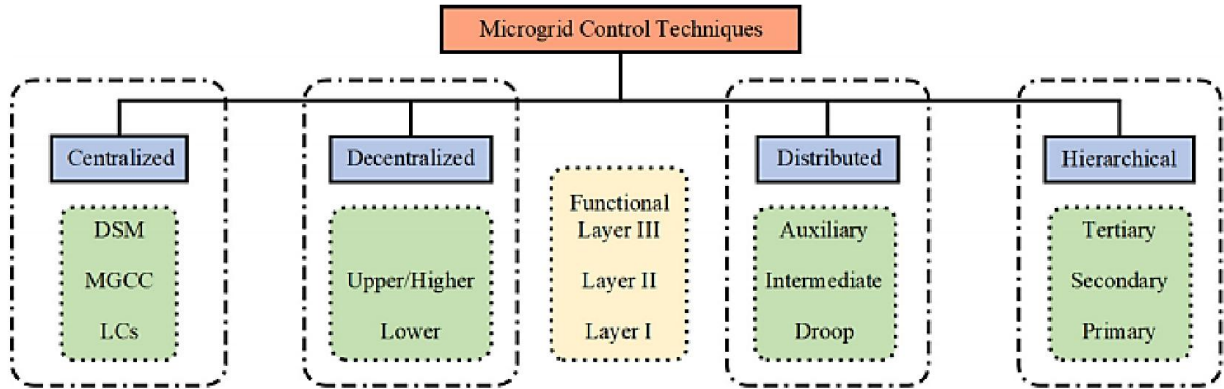 Microgrid Control Techniques
Centralized
Decentralized
Distributed
Hierarchical
DSM
MGCC
LCs
Upper/Higher
Lower
Functional
Layer III
Layer II
Layer I
Auxiliary
Intermediate
Droop
Tertiary
Secondary
Primary